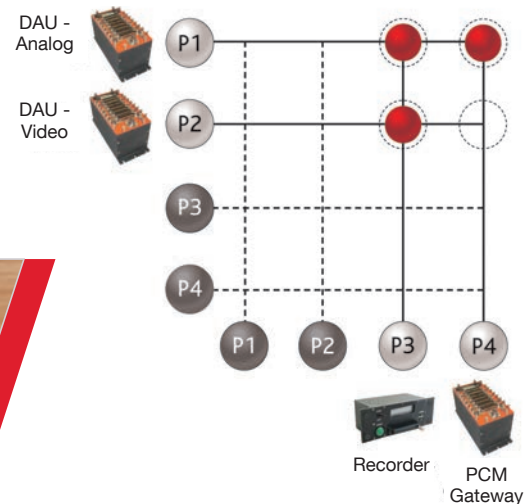 DAU -
Analog
P1
DAU -
Video
P2
P3
P4
P1
P2
P3
P4
Recorder
PCM
Gateway